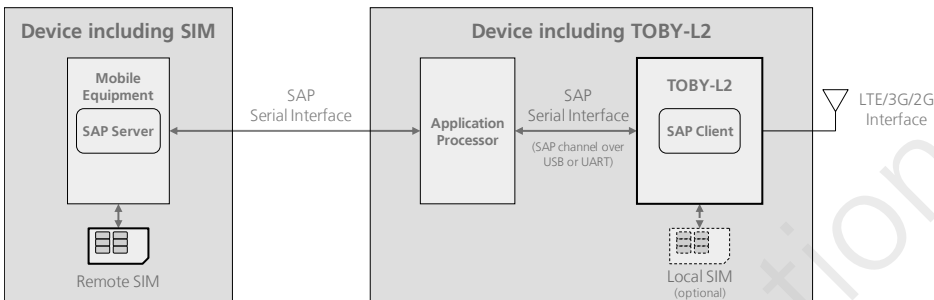 Device including SIM
Mobile
Equipment
SAP Server
Remote SIM
SAP
Serial Interface
Device including TOBY-L2
Application
Processor
SAP
Serial Interface
(SAP channel over
USB or UART)
TOBY-L2
SAP Client
Local SIM
(optional)
LTE/3G/2G
Interface